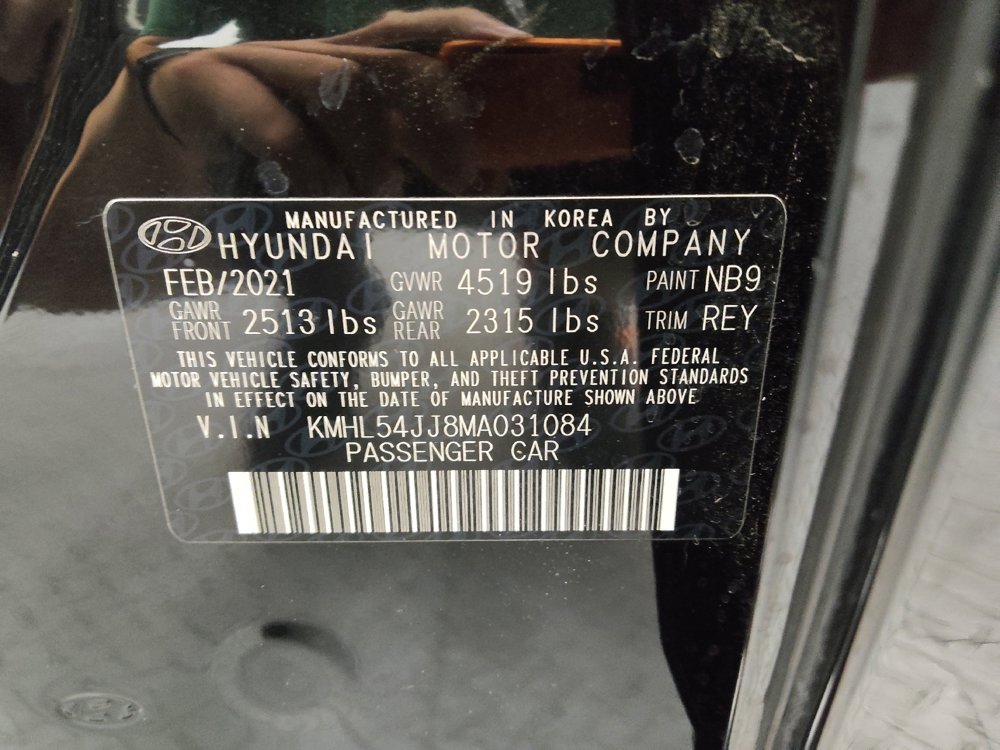 MANUFACTURED IN KOREA BY
HYUNDAI MOTOR COMPANY
FEB/2021 GVWR 4519 lbs PAINT NB9
GAWR FRONT 2513 lbs GAWR REAR 2315 lbs TRIM REY
THIS VEHICLE CONFORMS TO ALL APPLICABLE U.S.A. FEDERAL
MOTOR VEHICLE SAFETY, BUMPER, AND THEFT PREVENTION STANDARDS
IN EFFECT ON THE DATE OF MANUFACTURE SHOWN ABOVE
V.I.N KMHL54JJ8MA031084
PASSENGER CAR